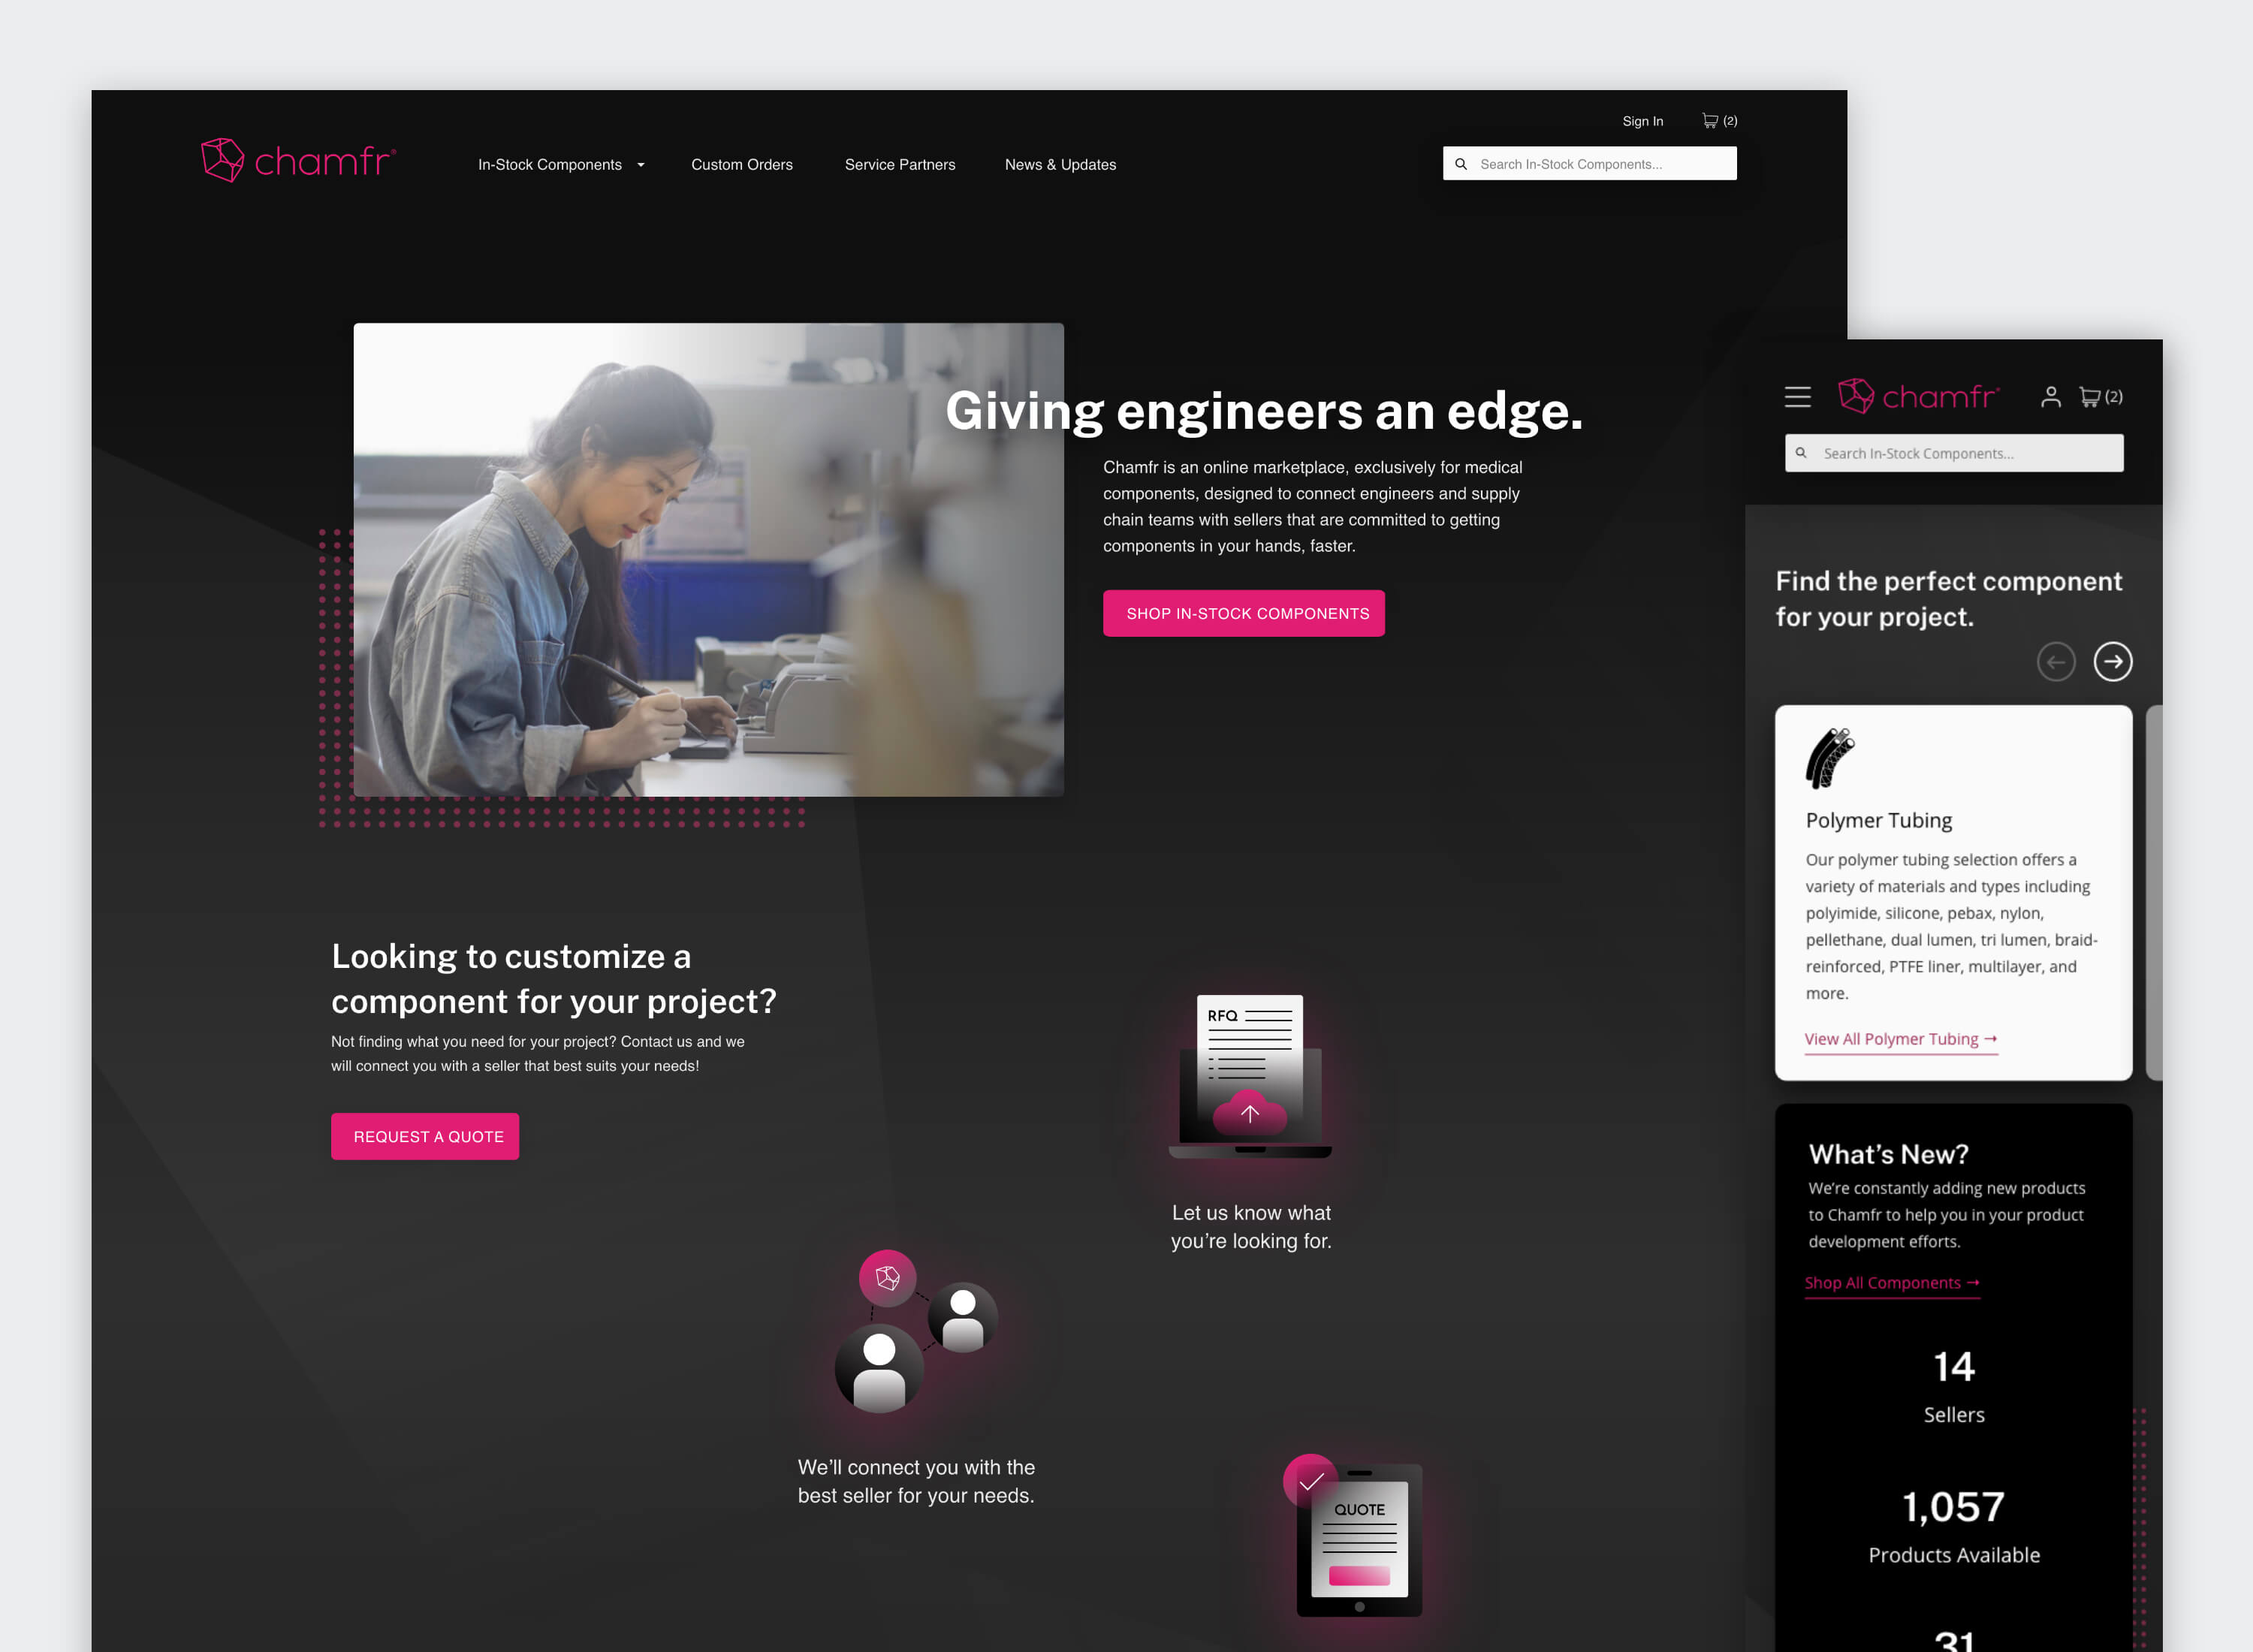 Sign In
(2)
chamfr®
In-Stock Components
Custom Orders
Service Partners
News & Updates
Search In-Stock Components...
Giving engineers an edge.
Chamfr is an online marketplace, exclusively for medical
components, designed to connect engineers and supply
chain teams with sellers that are committed to getting
components in your hands, faster.
SHOP IN-STOCK COMPONENTS
Looking to customize a
component for your project?
Not finding what you need for your project? Contact us and we
will connect you with a seller that best suits your needs!
REQUEST A QUOTE
RFQ
Let us know what
you're looking for.
We'll connect you with the
best seller for your needs.
QUOTE
chamfr®
(2)
Search In-Stock Components...
Find the perfect component
for your project.
Polymer Tubing
Our polymer tubing selection offers a
variety of materials and types including
polyimide, silicone, pebax, nylon,
pellethane, dual lumen, tri lumen, braid-
reinforced, PTFE liner, multilayer, and
more.
View All Polymer Tubing →
What's New?
We're constantly adding new products
to Chamfr to help you in your product
development efforts.
Shop All Components →
14
Sellers
1,057
Products Available
31